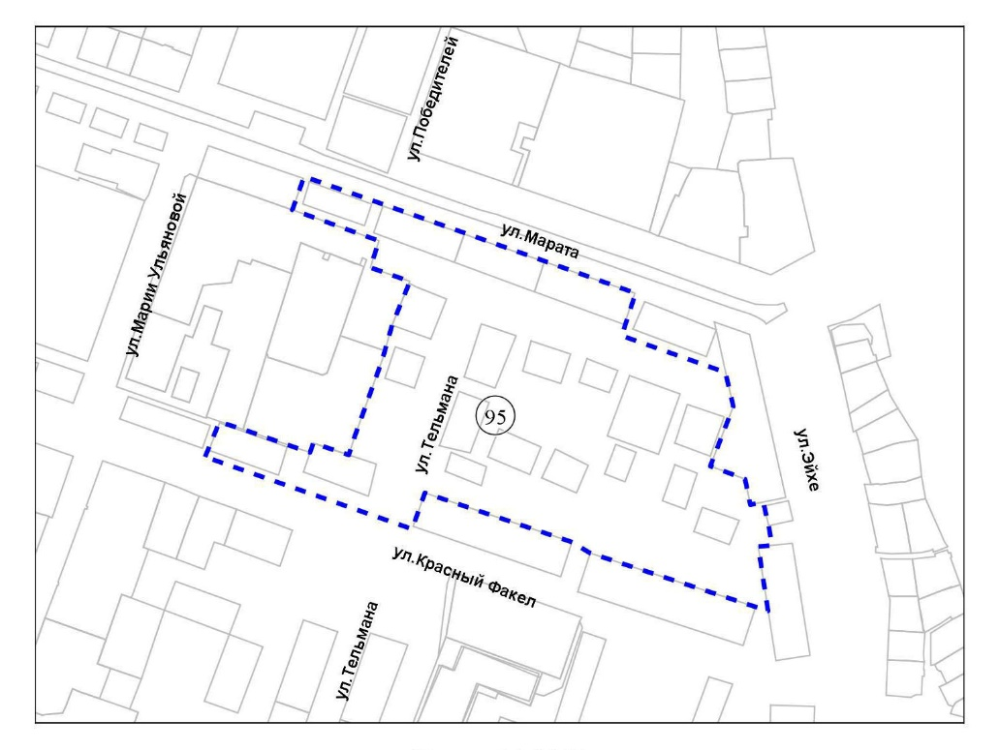 ул.Победителей
ул.Марата
ул.Марии Ульяновой
ул.Тельмана
95
ул.Эйхе
ул.Красный Факел
ул.Тельмана